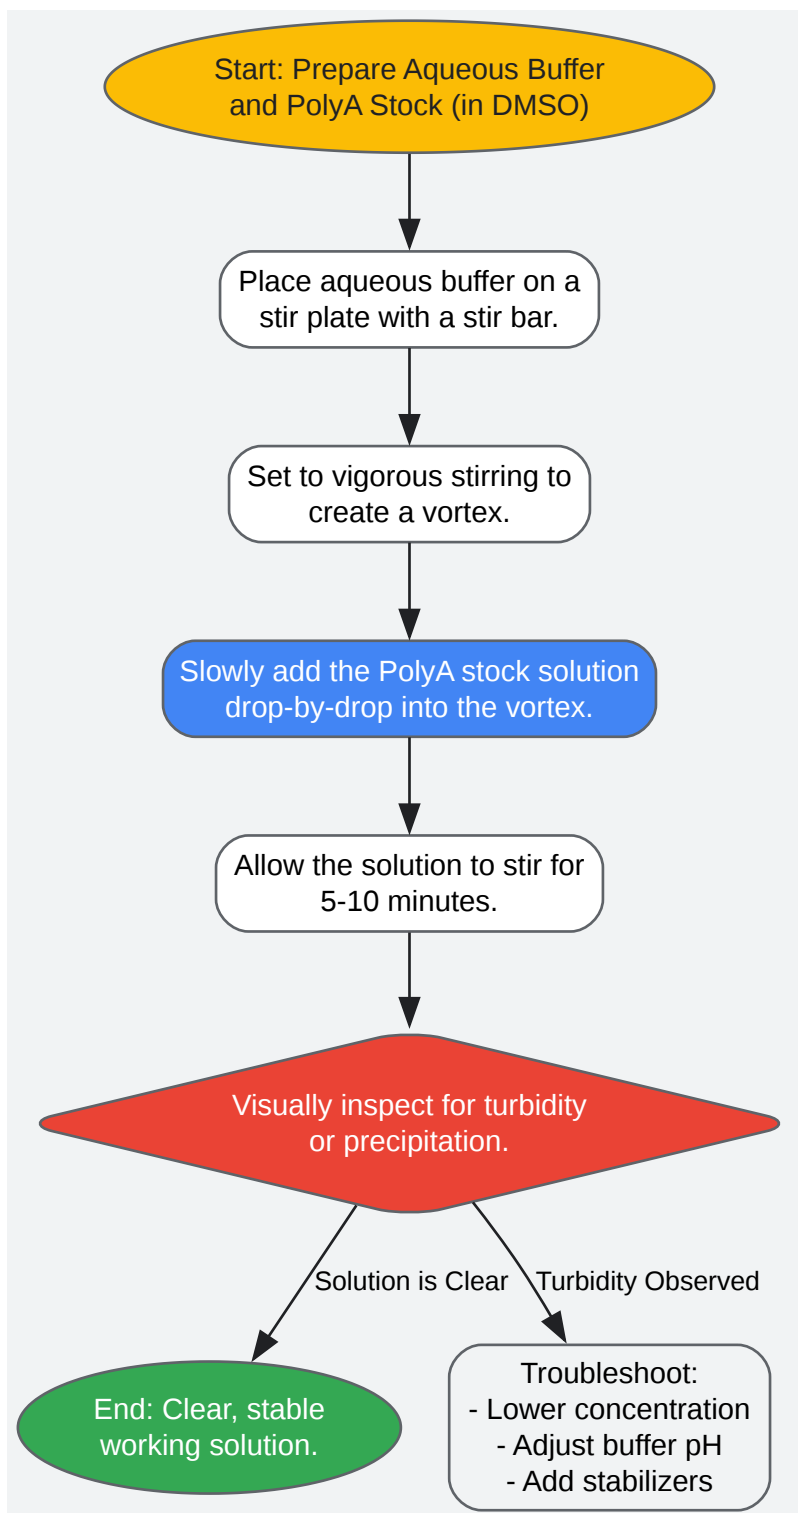 Start: Prepare Aqueous Buffer
and PolyA Stock (in DMSO)
Place aqueous buffer on a
stir plate with a stir bar.
Set to vigorous stirring to
create a vortex.
Slowly add the PolyA stock solution
drop-by-drop into the vortex.
Allow the solution to stir for
5-10 minutes.
Visually inspect for turbidity
or precipitation.
Solution is Clear
Turbidity Observed
End: Clear, stable
working solution.
Troubleshoot:
- Lower concentration
- Adjust buffer pH
- Add stabilizers